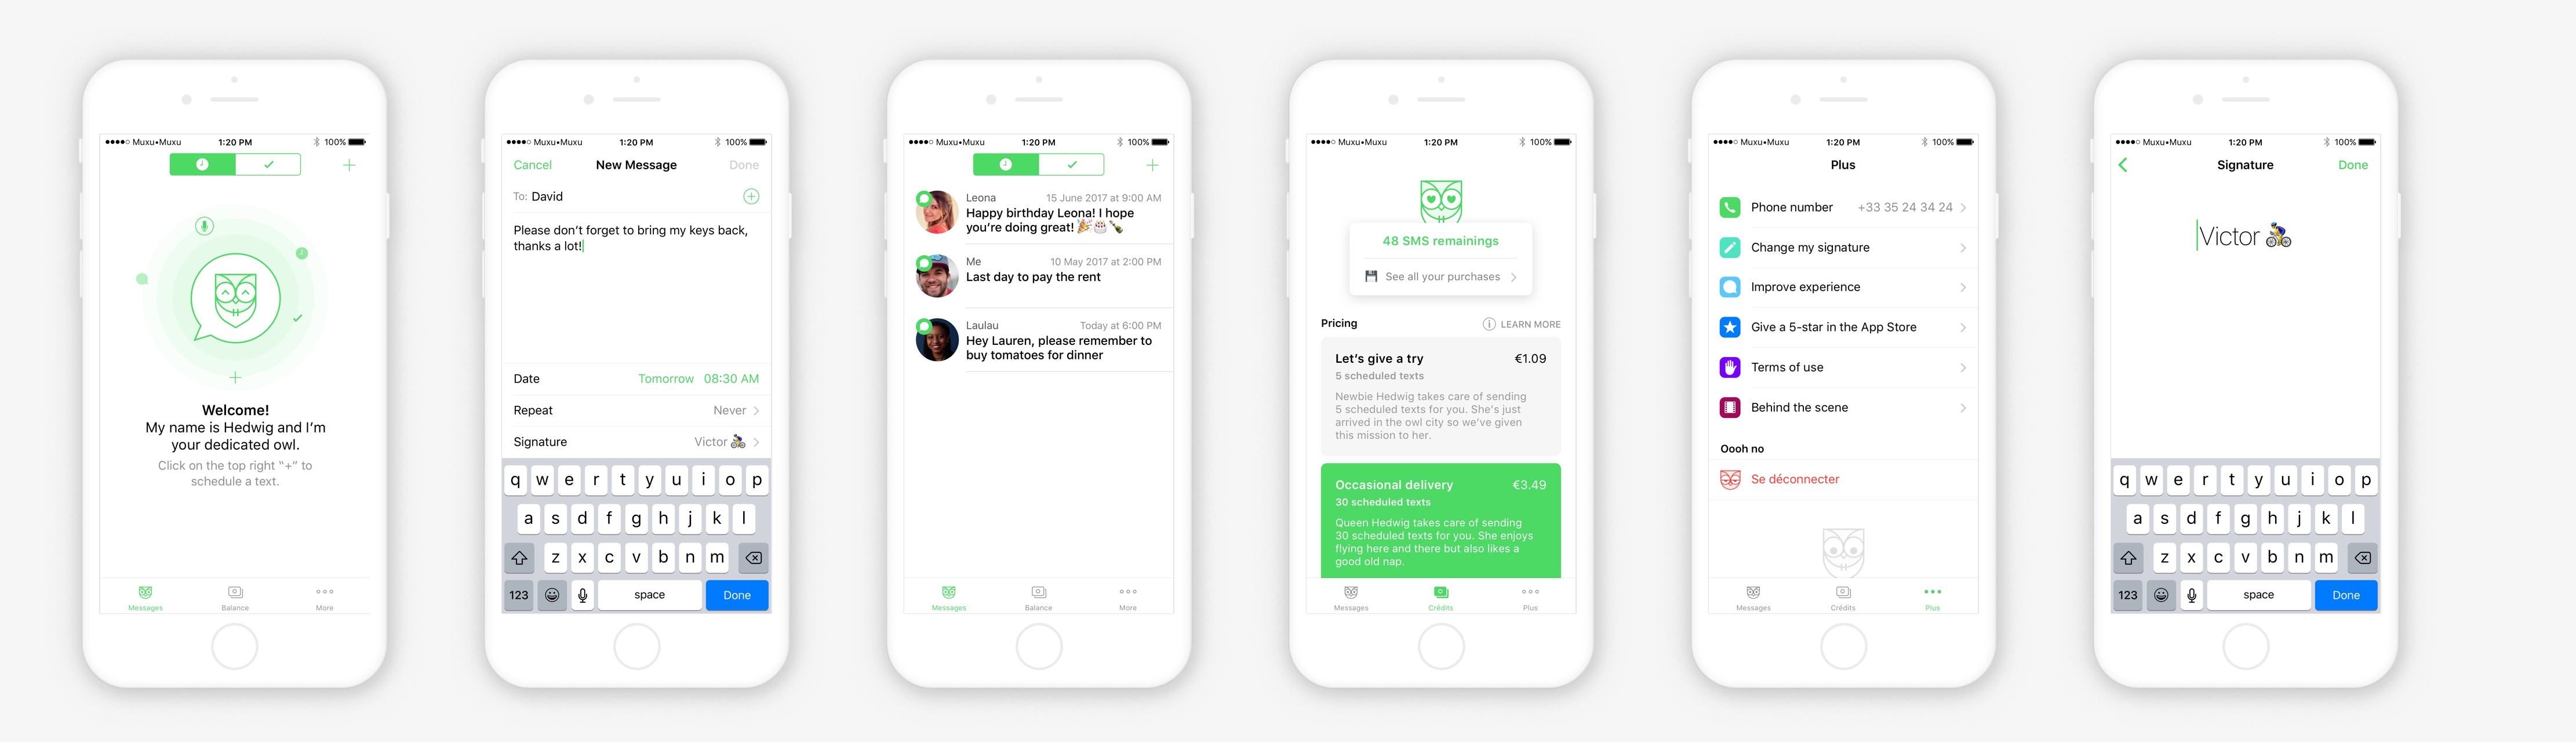 Muxu•Muxu 1:20 PM 100%
Welcome!
My name is Hedwig and I’m
your dedicated owl.
Click on the top right “+” to
schedule a text.
Messages Balance More
Muxu•Muxu 1:20 PM 100%
Cancel New Message Done
To: David
Please don’t forget to bring my keys back,
thanks a lot!
Date Tomorrow 08:30 AM
Repeat Never
Signature Victor 🚴
q w e r t y u i o p
a s d f g h j k l
z x c v b n m
123 space Done
Muxu•Muxu 1:20 PM 100%
Leona 15 June 2017 at 9:00 AM
Happy birthday Leona! I hope
you’re doing great! 🎉🎂🍾
Me 10 May 2017 at 2:00 PM
Last day to pay the rent
Laulau Today at 6:00 PM
Hey Lauren, please remember to
buy tomatoes for dinner
Messages Balance More
Muxu•Muxu 1:20 PM 100%
48 SMS remainings
💾 See all your purchases
Pricing LEARN MORE
Let’s give a try €1.09
5 scheduled texts
Newbie Hedwig takes care of sending
5 scheduled texts for you. She’s just
arrived in the owl city so we’ve given
this mission to her.
Occasional delivery €3.49
30 scheduled texts
Queen Hedwig takes care of sending
30 scheduled texts for you. She enjoys
flying here and there but also likes a
good old nap.
Messages Crédits Plus
Muxu•Muxu 1:20 PM 100%
Plus
Phone number +33 35 24 34 24
Change my signature
Improve experience
Give a 5-star in the App Store
Terms of use
Behind the scene
Oooh no
Se déconnecter
Messages Crédits Plus
Muxu•Muxu 1:20 PM 100%
Signature Done
Victor 🚴
q w e r t y u i o p
a s d f g h j k l
z x c v b n m
123 space Done